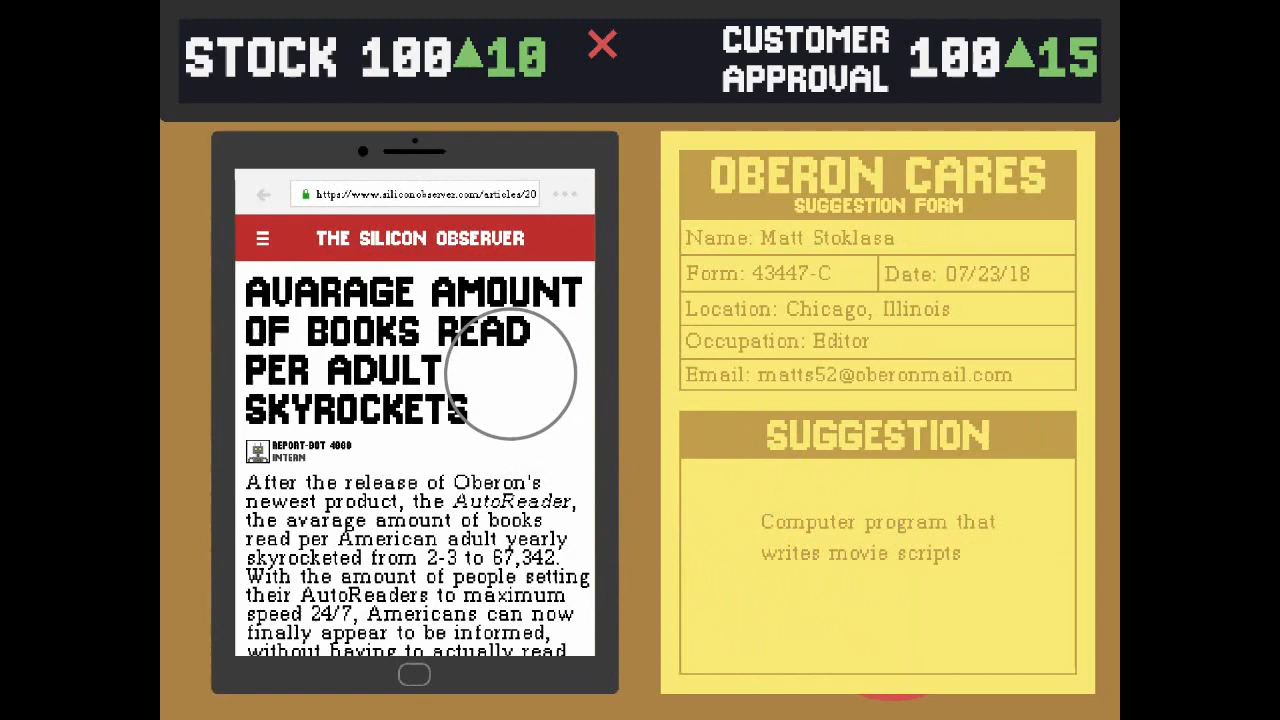 STOCK 100▲10
CUSTOMER
APPROVAL 100▲15
https://www.siliconobserver.com/articles/20
THE SILICON OBSERVER
AVARAGE AMOUNT
OF BOOKS READ
PER ADULT
SKYROCKETS
REPORT-BOT 4000
INTERN
After the release of Oberon's
newest product, the AutoReader,
the avarage amount of books
read per American adult yearly
skyrocketed from 2-3 to 67,342.
With the amount of people setting
their AutoReaders to maximum
speed 24/7, Americans can now
finally appear to be informed,
without having to actually read
OBERON CARES
SUGGESTION FORM
Name: Matt Stoklasa
Form: 43447-C
Date: 07/23/18
Location: Chicago, Illinois
Occupation: Editor
Email: matts52@oberonmail.com
SUGGESTION
Computer program that
writes movie scripts